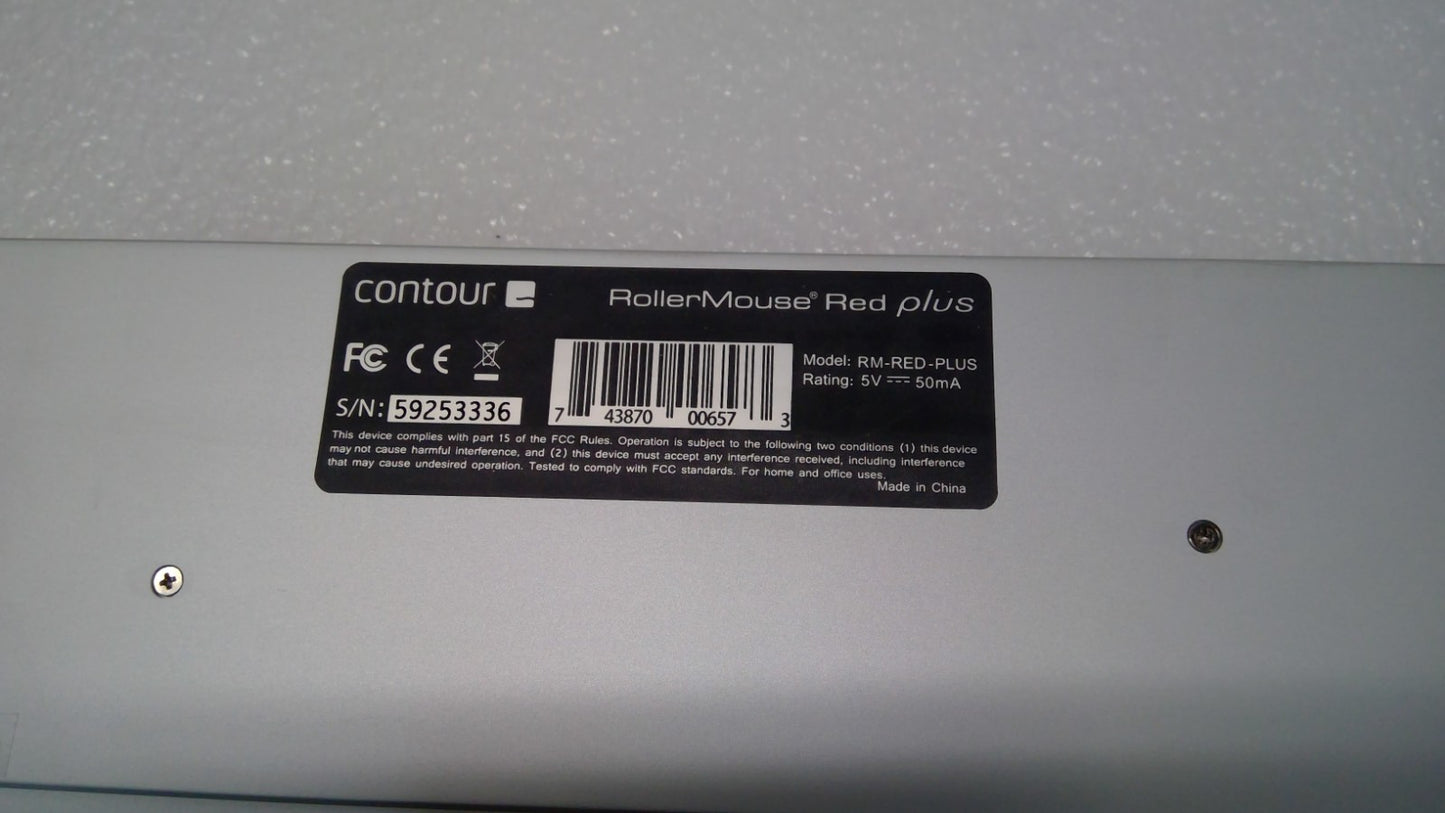 contour
RollerMouse® Red plus
FC CE
Model: RM-RED-PLUS
Rating: 5V ⎓ 50mA
S/N: 59253336
7 43870 00657 3
This device complies with part 15 of the FCC Rules. Operation is subject to the following two conditions (1) this device
may not cause harmful interference, and (2) this device must accept any interference received, including interference
that may cause undesired operation. Tested to comply with FCC standards. For home and office uses.
Made in China